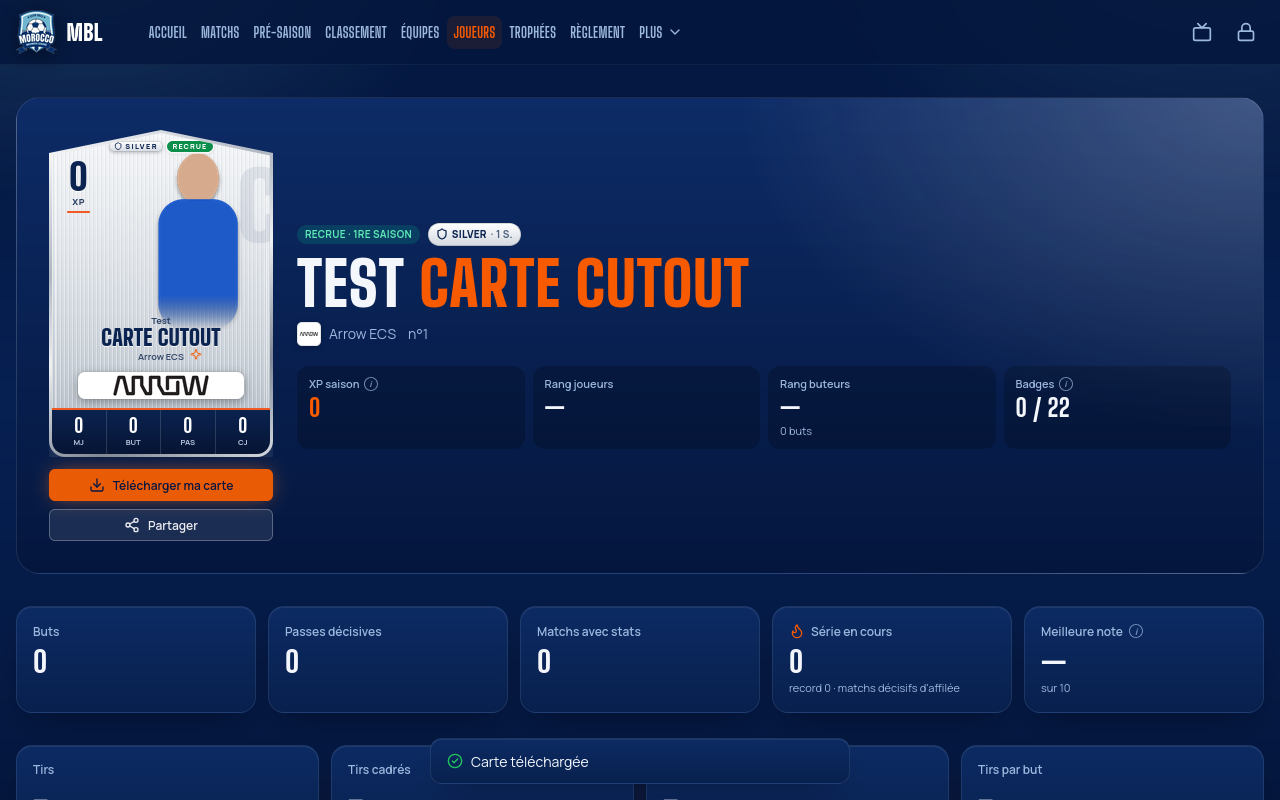 MOROCCO
MBL
ACCUEIL
MATCHS
PRÉ-SAISON
CLASSEMENT
ÉQUIPES
JOUEURS
TROPHÉES
RÈGLEMENT
PLUS
SILVER
RECRUE
0
XP
0
Test
CARTE CUTOUT
Arrow ECS
ARROW
0
MJ
0
BUT
0
PAS
0
CJ
Télécharger ma carte
Partager
RECRUE · 1RE SAISON
SILVER · 1 S.
TEST CARTE CUTOUT
ARROW
Arrow ECS n°1
XP saison i
0
Rang joueurs
—
Rang buteurs
—
0 buts
Badges i
0 / 22
Buts
0
Passes décisives
0
Matchs avec stats
0
Série en cours
0
record 0 · matchs décisifs d'affilée
Meilleure note i
—
sur 10
Tirs
Tirs cadrés
Tirs par but
Carte téléchargée